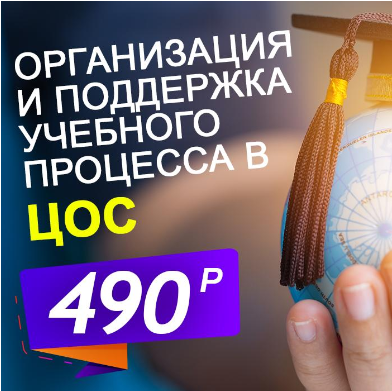 ОРГАНИЗАЦИЯ
И ПОДДЕРЖКА
УЧЕБНОГО
ПРОЦЕССА В
ЦОС
490 Р